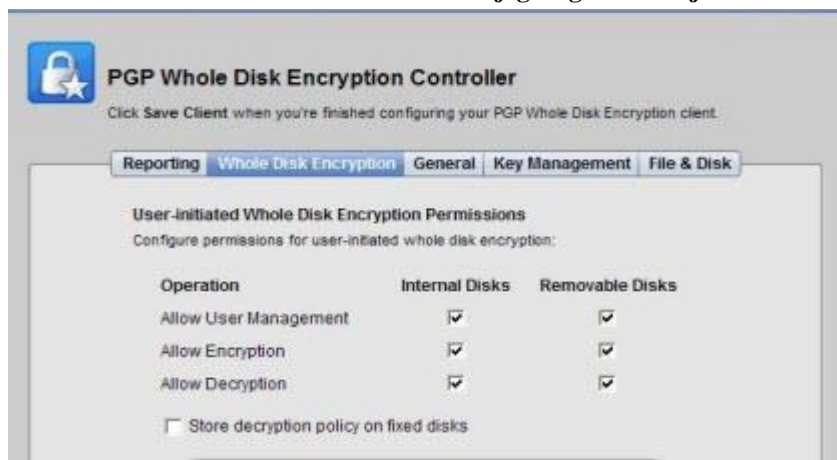 PGP Whole Disk Encryption Controller
Click Save Client when you're finished configuring your PGP Whole Disk Encryption client.
Reporting Whole Disk Encryption General Key Management File & Disk
User-initiated Whole Disk Encryption Permissions
Configure permissions for user-initiated whole disk encryption:
Operation Internal Disks Removable Disks
Allow User Management
Allow Encryption
Allow Decryption
Store decryption policy on fixed disks